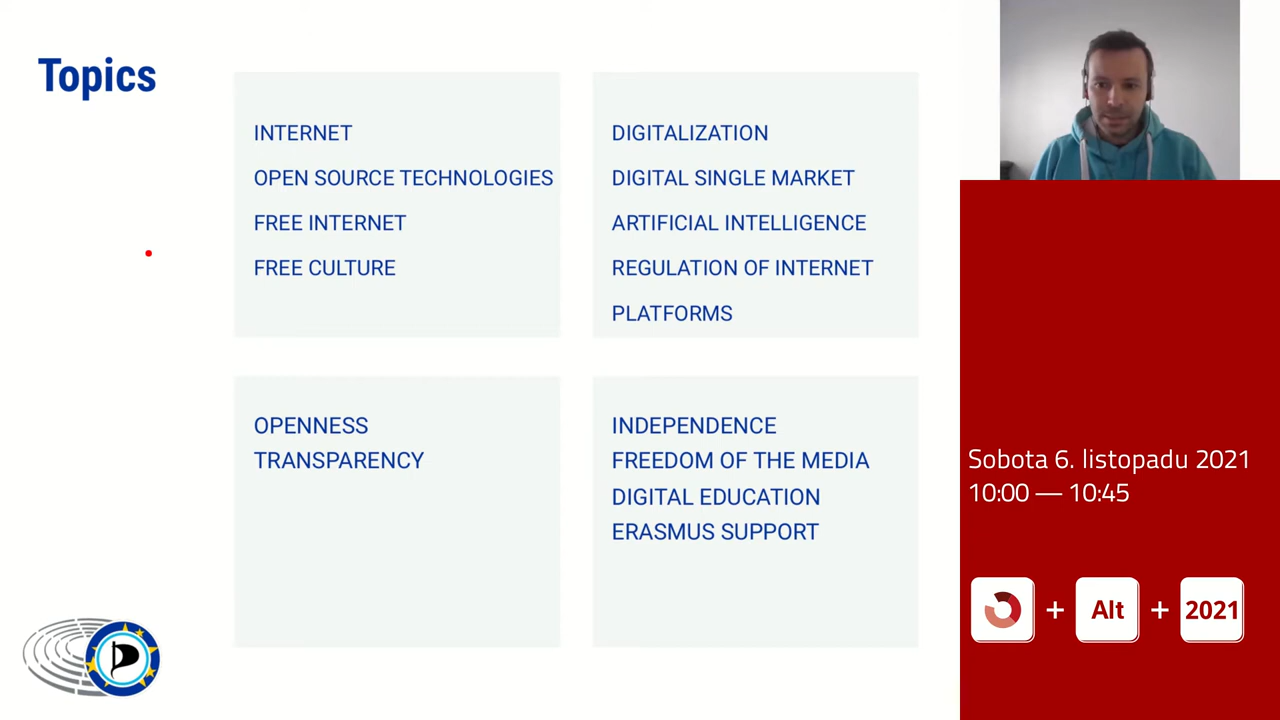 Topics
INTERNET
OPEN SOURCE TECHNOLOGIES
FREE INTERNET
FREE CULTURE
DIGITALIZATION
DIGITAL SINGLE MARKET
ARTIFICIAL INTELLIGENCE
REGULATION OF INTERNET
PLATFORMS
OPENNESS
TRANSPARENCY
INDEPENDENCE
FREEDOM OF THE MEDIA
DIGITAL EDUCATION
ERASMUS SUPPORT
Sobota 6. listopadu 2021
10:00 — 10:45
+ Alt + 2021